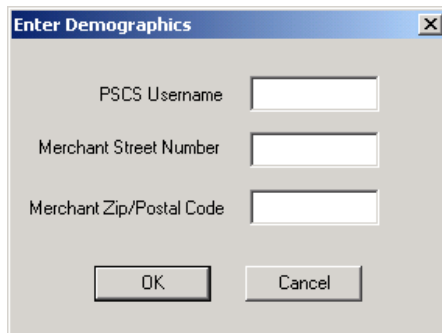 Enter Demographics
PSCS Username
Merchant Street Number
Merchant Zip/Postal Code
OK Cancel